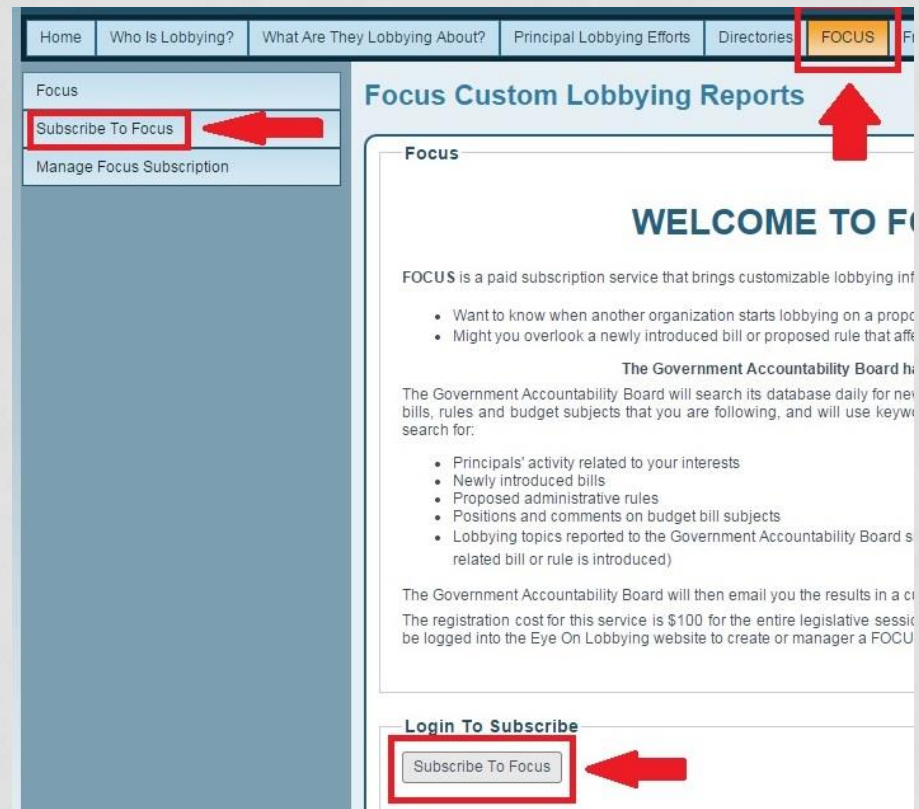 Home Who Is Lobbying? What Are They Lobbying About? Principal Lobbying Efforts Directories FOCUS
Focus
Subscribe To Focus
Manage Focus Subscription
Focus Custom Lobbying Reports
Focus
WELCOME TO
FOCUS is a paid subscription service that brings customizable lobbying
• Want to know when another organization starts lobbying on a
• Might you overlook a newly introduced bill or proposed rule that
The Government Accountability Board
The Government Accountability Board will search its database daily for
bills, rules and budget subjects that you are following, and will use
search for:
• Principals' activity related to your interests
• Newly introduced bills
• Proposed administrative rules
• Positions and comments on budget bill subjects
• Lobbying topics reported to the Government Accountability Board
related bill or rule is introduced)
The Government Accountability Board will then email you the results in a
The registration cost for this service is $100 for the entire legislative
be logged into the Eye On Lobbying website to create or manager a
Login To Subscribe
Subscribe To Focus